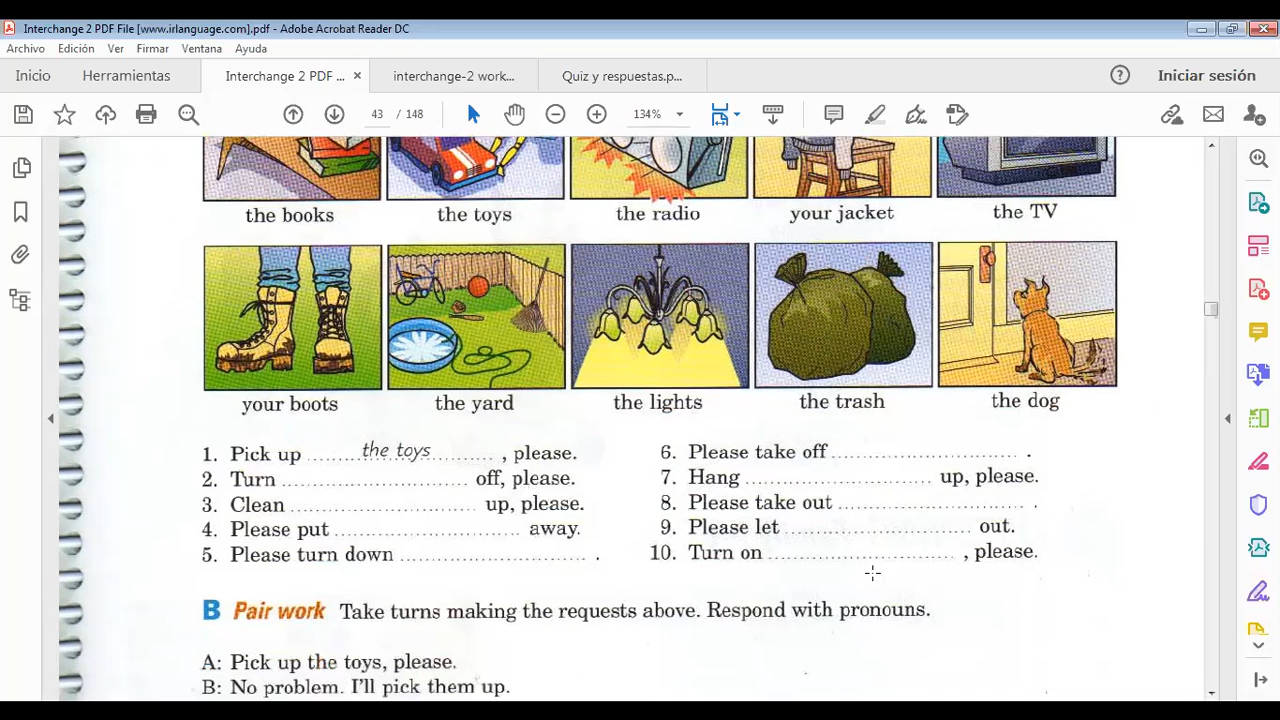 Interchange 2 PDF File [www.irlanguage.com].pdf - Adobe Acrobat Reader DC
Archivo Edición Ver Firmar Ventana Ayuda
Inicio Herramientas Interchange 2 PDF ... × interchange-2 work... Quiz y respuestas.p... Iniciar sesión
43 / 148 134%
the books the toys the radio your jacket the TV
your boots the yard the lights the trash the dog
1. Pick up the toys, please.
2. Turn .................... off, please.
3. Clean .................... up, please.
4. Please put .................... away.
5. Please turn down .................... .
6. Please take off .................... .
7. Hang .................... up, please.
8. Please take out .................... .
9. Please let .................... out.
10. Turn on .................... , please.
B Pair work Take turns making the requests above. Respond with pronouns.
A: Pick up the toys, please.
B: No problem. I'll pick them up.